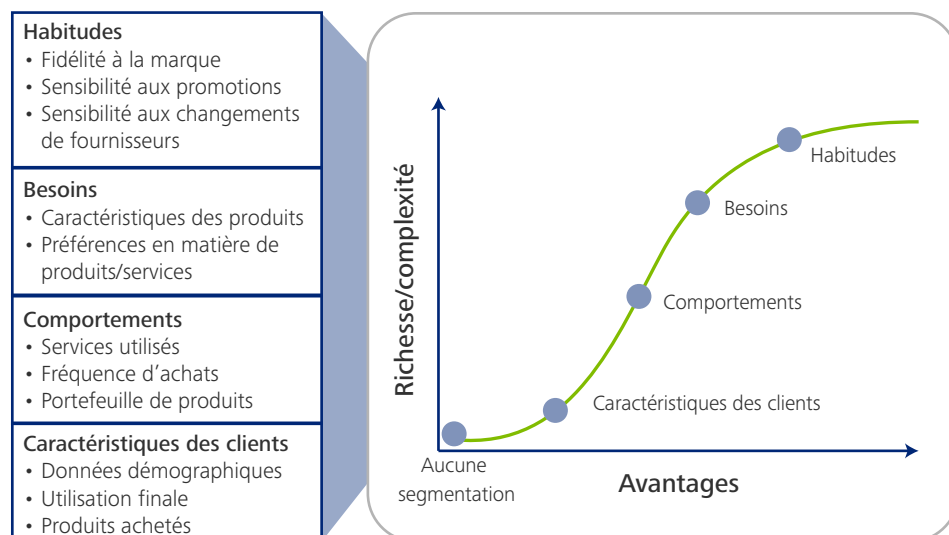 Habitudes
• Fidélité à la marque
• Sensibilité aux promotions
• Sensibilité aux changements
de fournisseurs
Besoins
• Caractéristiques des produits
• Préférences en matière de
produits/services
Comportements
• Services utilisés
• Fréquence d’achats
• Portefeuille de produits
Caractéristiques des clients
• Données démographiques
• Utilisation finale
• Produits achetés
Richesse/complexité
Habitudes
Besoins
Comportements
Caractéristiques des clients
Aucune
segmentation
Avantages